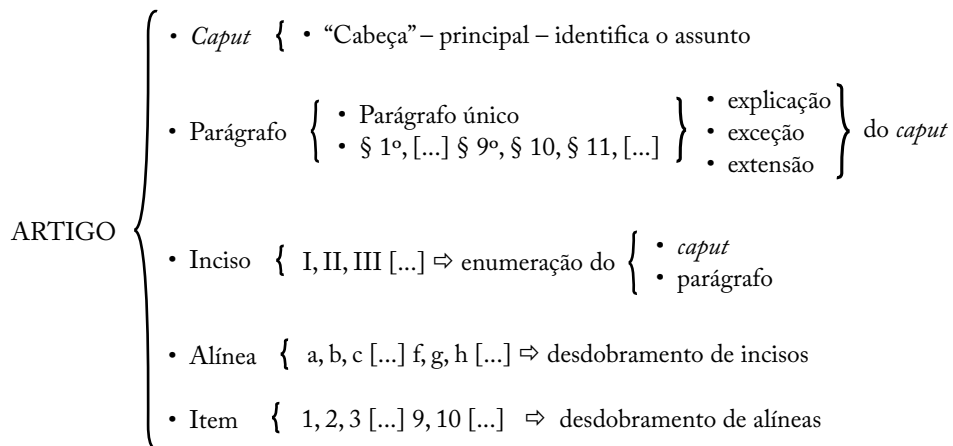 ARTIGO
• Caput { • “Cabeça” – principal – identifica o assunto
• Parágrafo { • Parágrafo único
• § 1º, [...] § 9º, § 10, § 11, [...] }
• explicação
• exceção
• extensão } do caput
• Inciso { I, II, III [...] ⇨ enumeração do {
• caput
• parágrafo
• Alínea { a, b, c [...] f, g, h [...] ⇨ desdobramento de incisos
• Item { 1, 2, 3 [...] 9, 10 [...] ⇨ desdobramento de alíneas